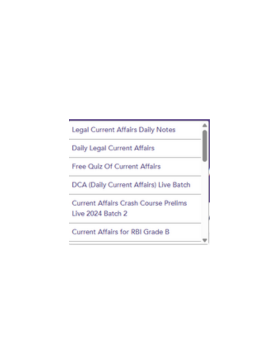 Legal Current Affairs Daily Notes
Daily Legal Current Affairs
Free Quiz Of Current Affairs
DCA (Daily Current Affairs) Live Batch
Current Affairs Crash Course Prelims
Live 2024 Batch 2
Current Affairs for RBI Grade B